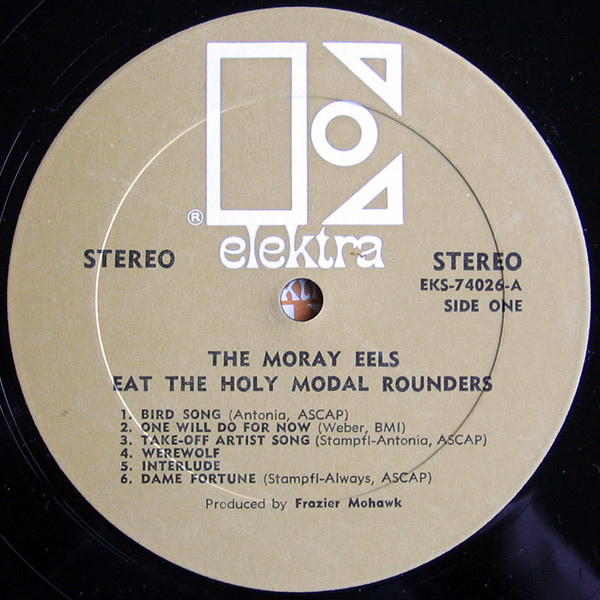 ®
elektra
STEREO
STEREO
EKS-74026-A
SIDE ONE
THE MORAY EELS
EAT THE HOLY MODAL ROUNDERS
1. BIRD SONG (Antonia, ASCAP)
2. ONE WILL DO FOR NOW (Weber, BMI)
3. TAKE-OFF ARTIST SONG (Stampfl-Antonia, ASCAP)
4. WEREWOLF
5. INTERLUDE
6. DAME FORTUNE (Stampfl-Always, ASCAP)
Produced by Frazier Mohawk